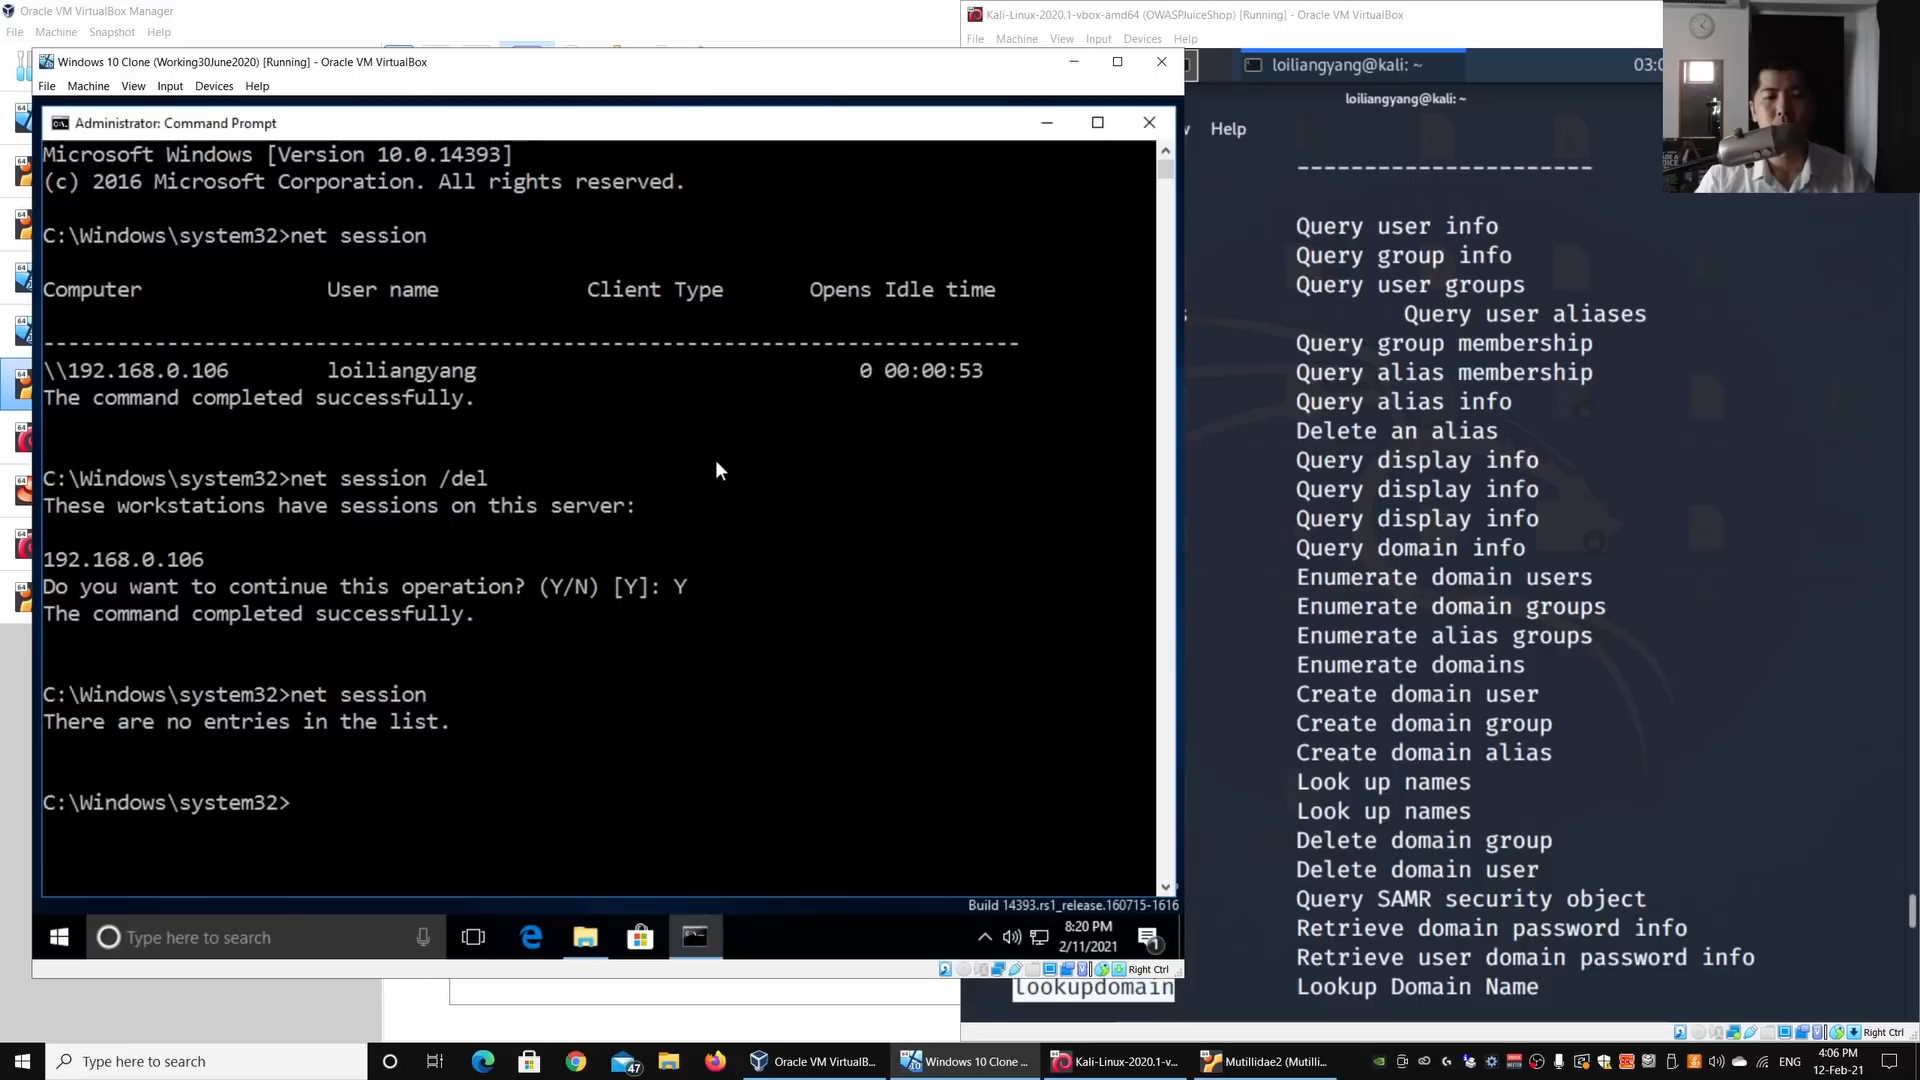 Oracle VM VirtualBox Manager
File Machine Snapshot Help
Kali-Linux-2020.1-vbox-amd64 (OWASPJuiceShop) [Running] - Oracle VM VirtualBox
File Machine View Input Devices Help
Windows 10 Clone (Working30June2020) [Running] - Oracle VM VirtualBox
File Machine View Input Devices Help
Administrator: Command Prompt
Microsoft Windows [Version 10.0.14393]
(c) 2016 Microsoft Corporation. All rights reserved.
C:\Windows\system32>net session
Computer User name Client Type Opens Idle time
-------------------------------------------------------------------------------
\\192.168.0.106 loiliangyang 0 00:00:53
The command completed successfully.
C:\Windows\system32>net session /del
These workstations have sessions on this server:
192.168.0.106
Do you want to continue this operation? (Y/N) [Y]: Y
The command completed successfully.
C:\Windows\system32>net session
There are no entries in the list.
C:\Windows\system32>
Build 14393.rs1_release.160715-1616
Type here to search
8:20 PM
2/11/2021
1
Right Ctrl
loiliangyang@kali: ~
03:0
loiliangyang@kali: ~
Help
----------------------
Query user info
Query group info
Query user groups
Query user aliases
Query group membership
Query alias membership
Query alias info
Delete an alias
Query display info
Query display info
Query display info
Query domain info
Enumerate domain users
Enumerate domain groups
Enumerate alias groups
Enumerate domains
Create domain user
Create domain group
Create domain alias
Look up names
Look up names
Delete domain group
Delete domain user
Query SAMR security object
Retrieve domain password info
Retrieve user domain password info
lookupdomain Lookup Domain Name
Right Ctrl
Type here to search
47
Oracle VM VirtualB...
Windows 10 Clone ...
Kali-Linux-2020.1-v...
Mutillidae2 (Mutilli...
ENG
4:06 PM
12-Feb-21